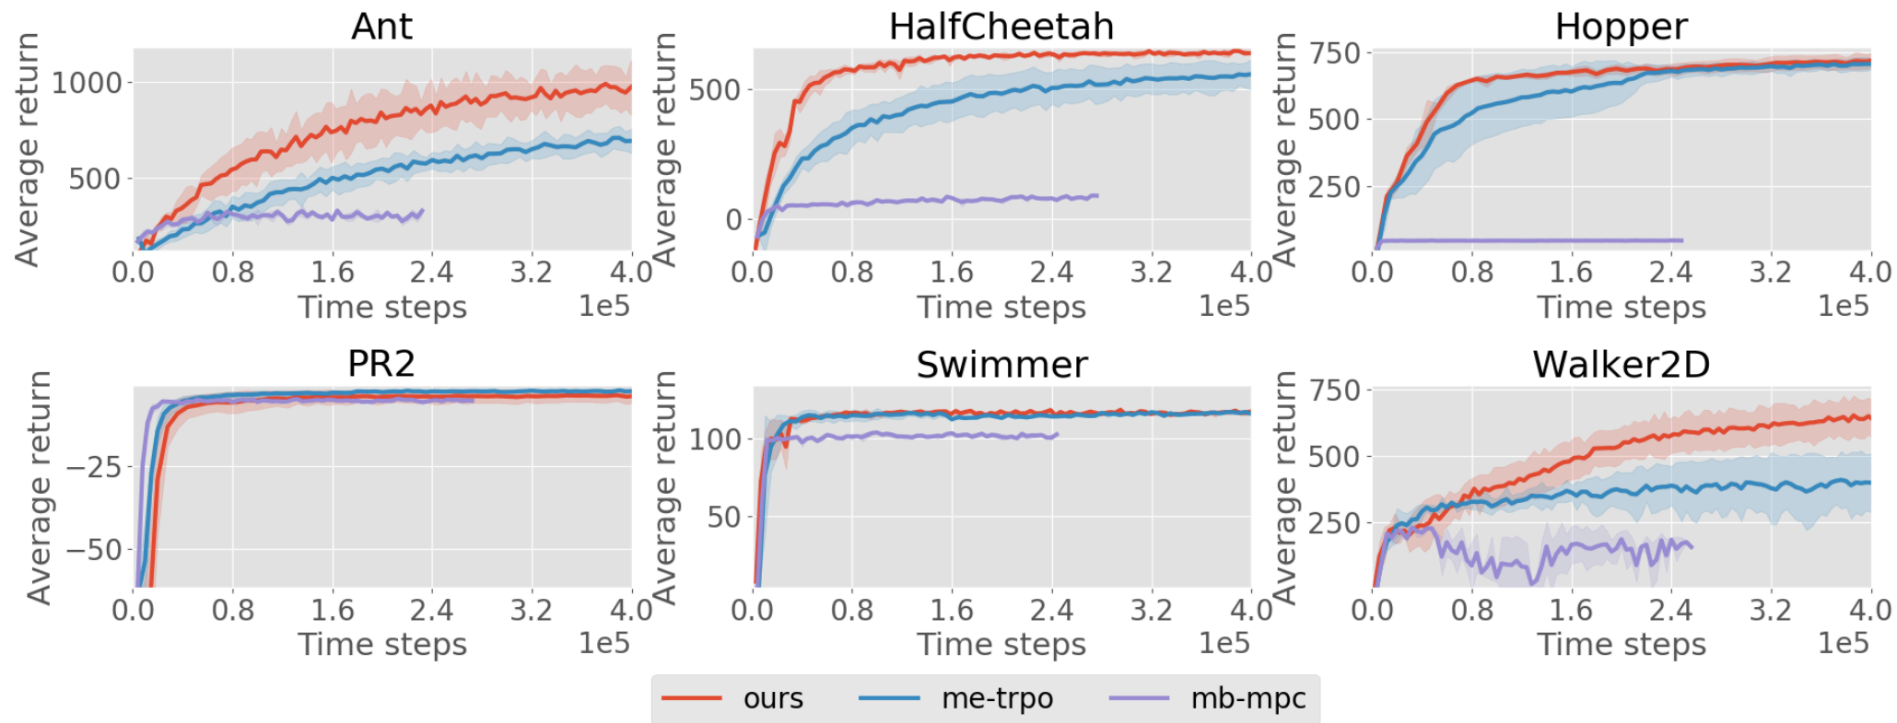 Ant
Average return
1000
500
0.0 0.8 1.6 2.4 3.2 4.0
Time steps
1e5
HalfCheetah
Average return
500
0
0.0 0.8 1.6 2.4 3.2 4.0
Time steps
1e5
Hopper
Average return
750
500
250
0.0 0.8 1.6 2.4 3.2 4.0
Time steps
1e5
PR2
Average return
−25
−50
0.0 0.8 1.6 2.4 3.2 4.0
Time steps
1e5
Swimmer
Average return
100
50
0.0 0.8 1.6 2.4 3.2 4.0
Time steps
1e5
Walker2D
Average return
750
500
250
0.0 0.8 1.6 2.4 3.2 4.0
Time steps
1e5
ours me-trpo mb-mpc